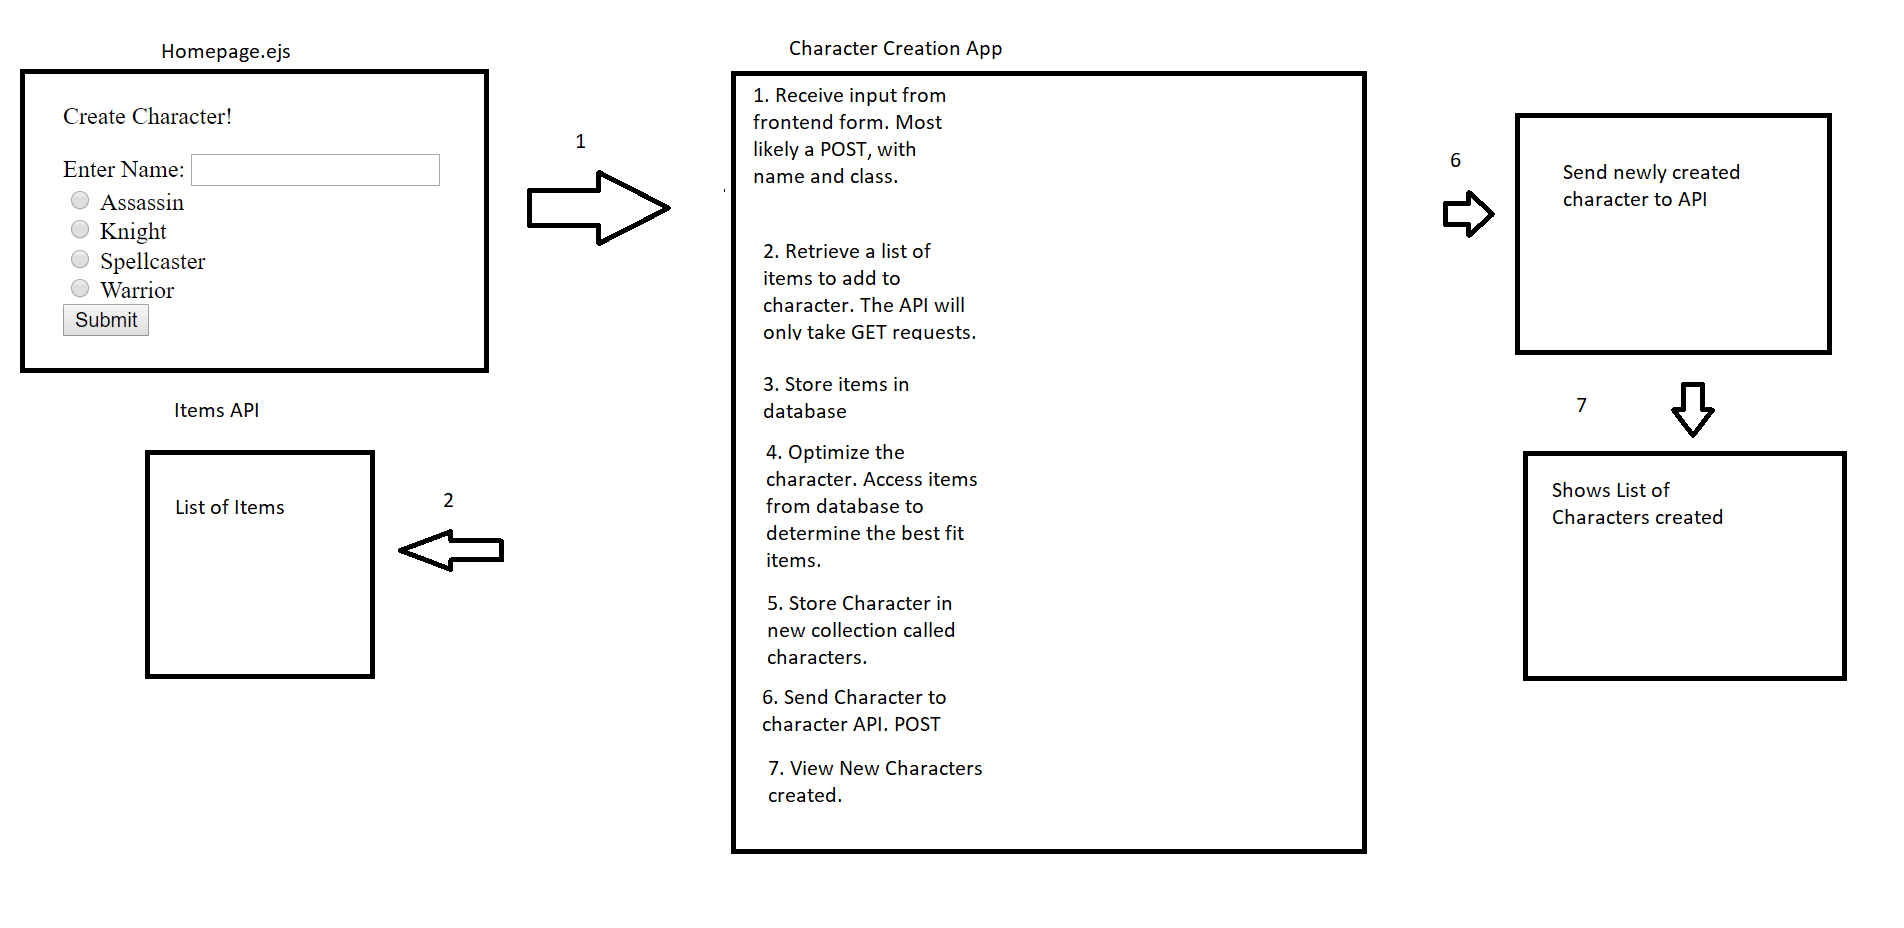 Homepage.ejs
Create Character!
Enter Name:
Assassin
Knight
Spellcaster
Warrior
Submit
Items API
List of Items
1
2
Character Creation App
1. Receive input from
frontend form. Most
likely a POST, with
name and class.
2. Retrieve a list of
items to add to
character. The API will
only take GET requests.
3. Store items in
database
4. Optimize the
character. Access items
from database to
determine the best fit
items.
5. Store Character in
new collection called
characters.
6. Send Character to
character API. POST
7. View New Characters
created.
6
Send newly created
character to API
7
Shows List of
Characters created